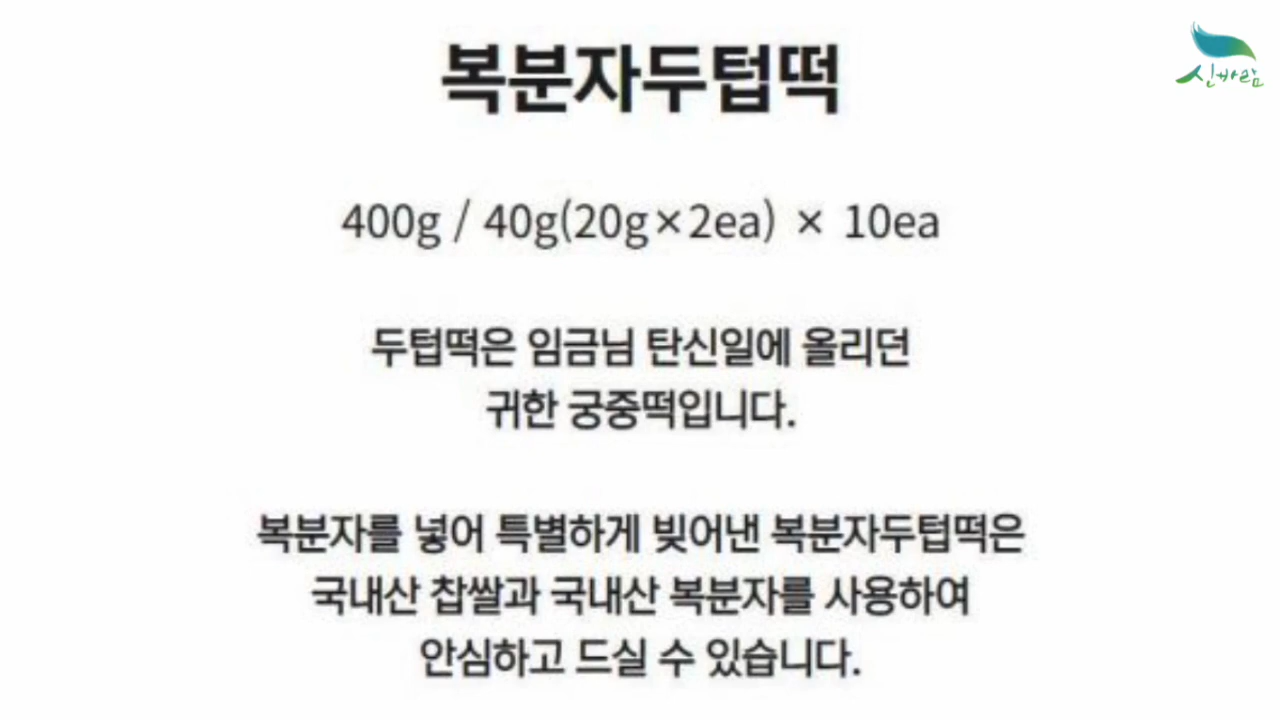 복분자두텁떡
신바람
400g / 40g(20g×2ea) × 10ea
두텁떡은 임금님 탄신일에 올리던
귀한 궁중떡입니다.
복분자를 넣어 특별하게 빚어낸 복분자두텁떡은
국내산 찹쌀과 국내산 복분자를 사용하여
안심하고 드실 수 있습니다.